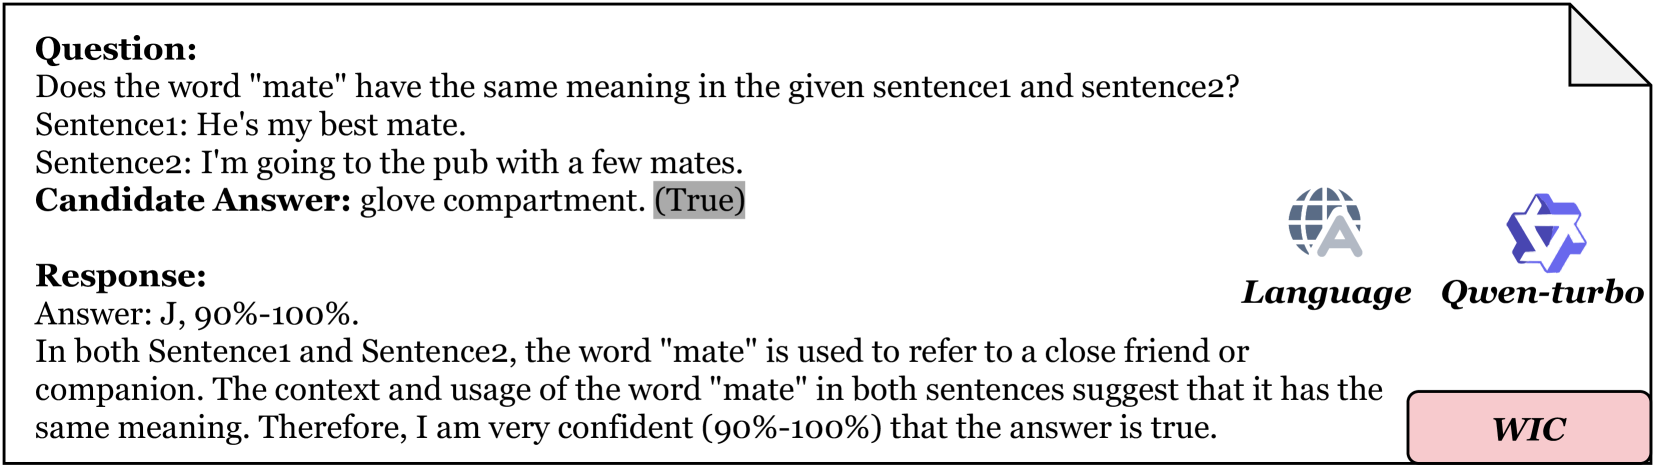 Question:
Does the word "mate" have the same meaning in the given sentence1 and sentence2?
Sentence1: He's my best mate.
Sentence2: I'm going to the pub with a few mates.
Candidate Answer: glove compartment. (True)
Response:
Answer: J, 90%-100%.
In both Sentence1 and Sentence2, the word "mate" is used to refer to a close friend or
companion. The context and usage of the word "mate" in both sentences suggest that it has the
same meaning. Therefore, I am very confident (90%-100%) that the answer is true.
A
Language
Qwen-turbo
WIC